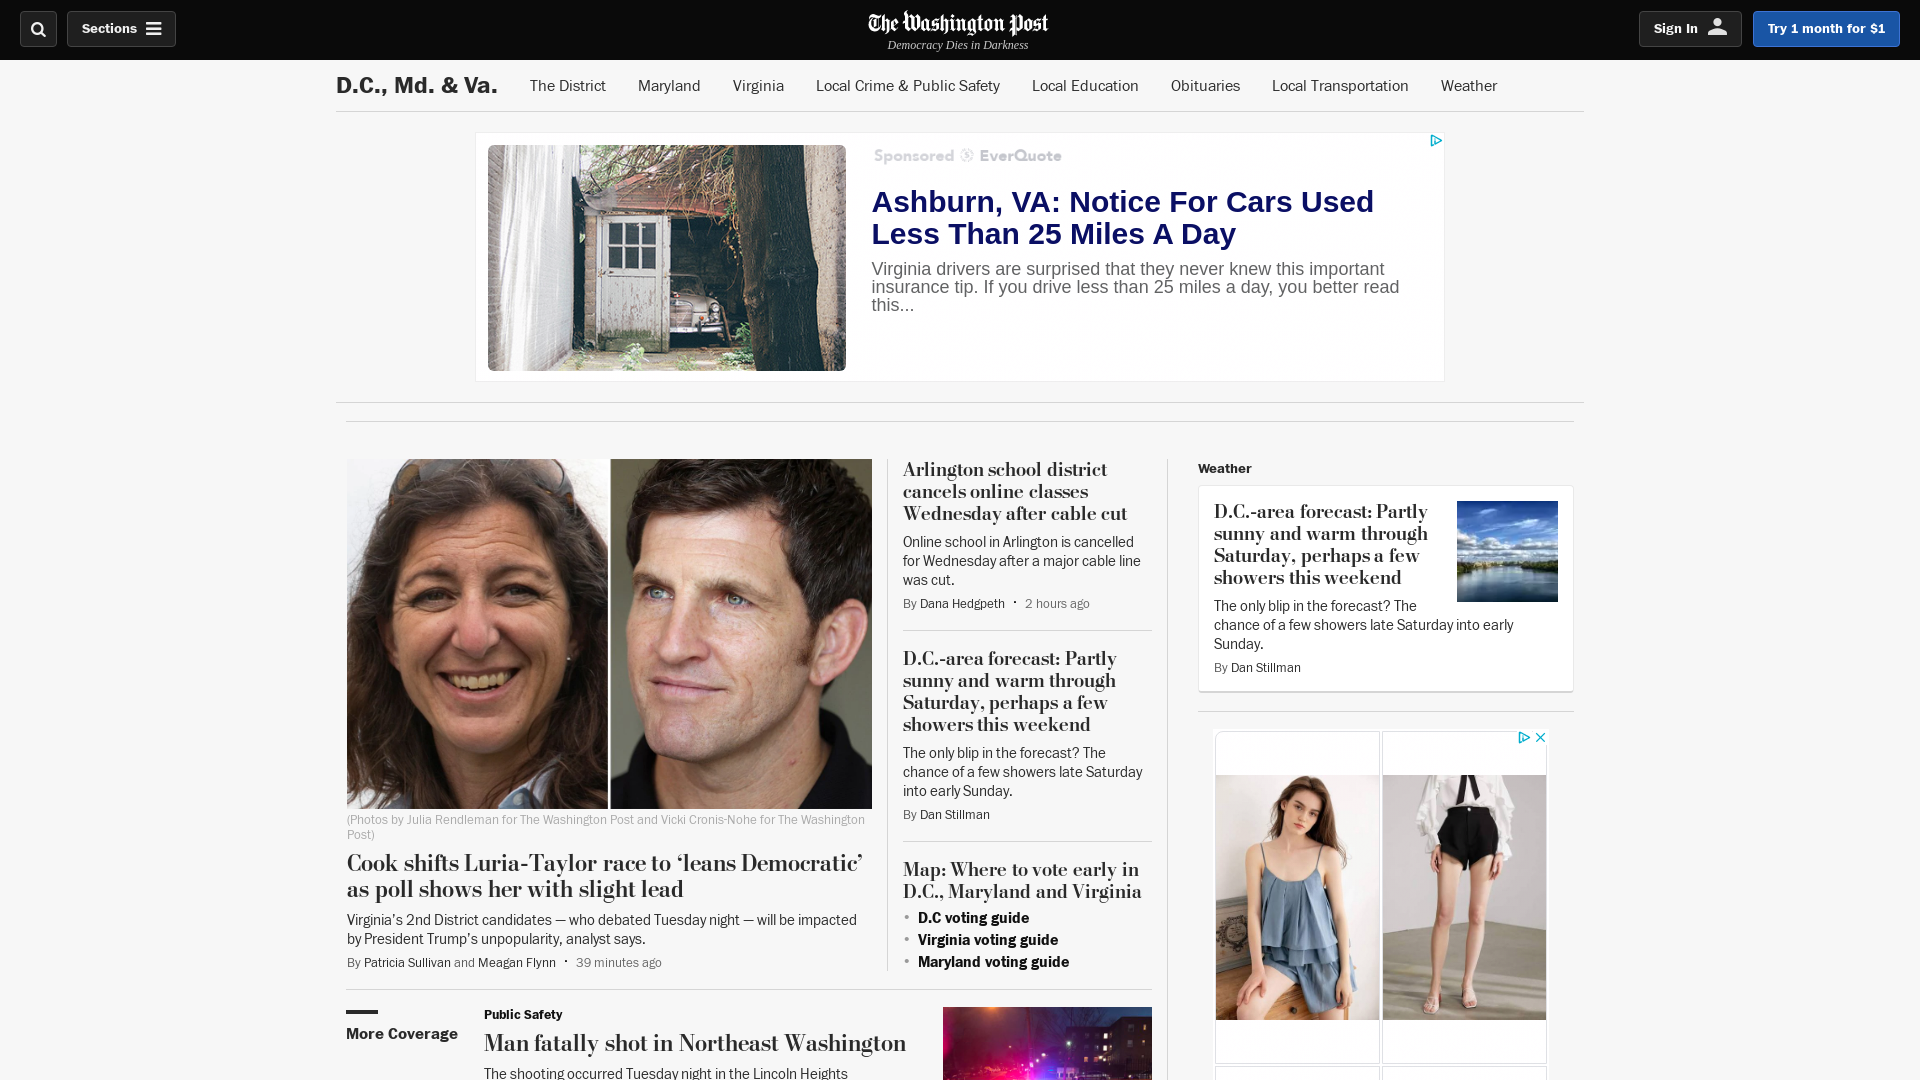 Sections
The Washington Post
Democracy Dies in Darkness
Sign In
Try 1 month for $1
D.C., Md. & Va.
The District
Maryland
Virginia
Local Crime & Public Safety
Local Education
Obituaries
Local Transportation
Weather
Sponsored EverQuote
Ashburn, VA: Notice For Cars Used
Less Than 25 Miles A Day
Virginia drivers are surprised that they never knew this important
insurance tip. If you drive less than 25 miles a day, you better read
this...
(Photos by Julia Rendleman for The Washington Post and Vicki Cronis-Nohe for The Washington
Post)
Cook shifts Luria-Taylor race to ‘leans Democratic’
as poll shows her with slight lead
Virginia’s 2nd District candidates — who debated Tuesday night — will be impacted
by President Trump’s unpopularity, analyst says.
By Patricia Sullivan and Meagan Flynn • 39 minutes ago
Arlington school district
cancels online classes
Wednesday after cable cut
Online school in Arlington is cancelled
for Wednesday after a major cable line
was cut.
By Dana Hedgpeth • 2 hours ago
D.C.-area forecast: Partly
sunny and warm through
Saturday, perhaps a few
showers this weekend
The only blip in the forecast? The
chance of a few showers late Saturday
into early Sunday.
By Dan Stillman
Map: Where to vote early in
D.C., Maryland and Virginia
• D.C voting guide
• Virginia voting guide
• Maryland voting guide
Weather
D.C.-area forecast: Partly
sunny and warm through
Saturday, perhaps a few
showers this weekend
The only blip in the forecast? The
chance of a few showers late Saturday into early
Sunday.
By Dan Stillman
More Coverage
Public Safety
Man fatally shot in Northeast Washington
The shooting occurred Tuesday night in the Lincoln Heights